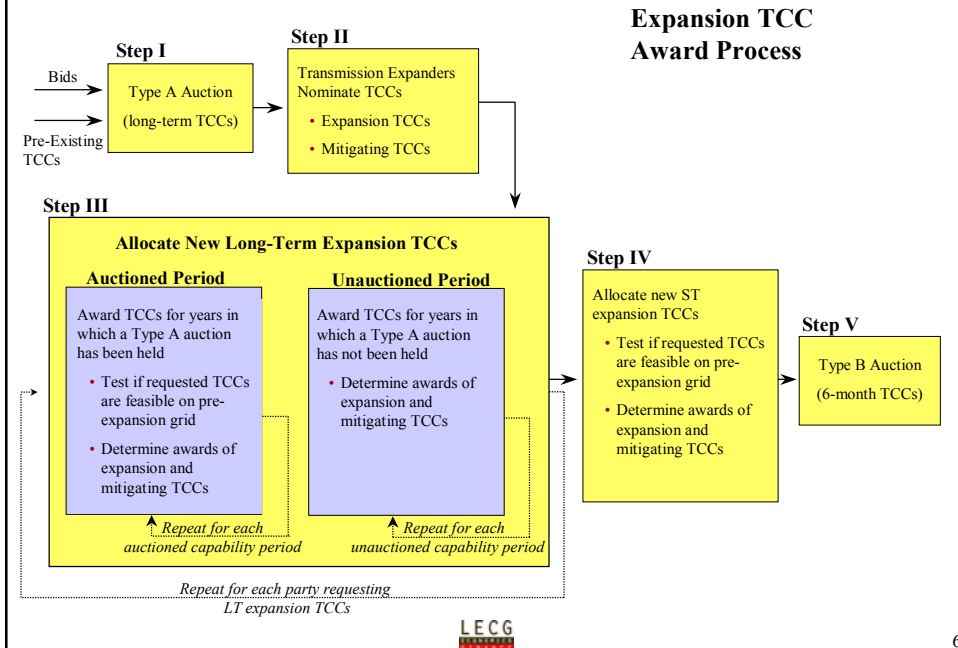 Expansion TCC
Award Process
Step I
Bids
Pre-Existing
TCCs
Type A Auction
(long-term TCCs)
Step II
Transmission Expanders
Nominate TCCs
• Expansion TCCs
• Mitigating TCCs
Step III
Allocate New Long-Term Expansion TCCs
Auctioned Period
Award TCCs for years in
which a Type A auction
has been held
• Test if requested TCCs
are feasible on pre-
expansion grid
• Determine awards of
expansion and
mitigating TCCs
Repeat for each
auctioned capability period
Unauctioned Period
Award TCCs for years in
which a Type A auction
has not been held
• Determine awards of
expansion and
mitigating TCCs
Repeat for each
unauctioned capability period
Repeat for each party requesting
LT expansion TCCs
Step IV
Allocate new ST
expansion TCCs
• Test if requested TCCs
are feasible on pre-
expansion grid
• Determine awards of
expansion and
mitigating TCCs
Step V
Type B Auction
(6-month TCCs)
LECG
ECONOMICS
FINANCE
6